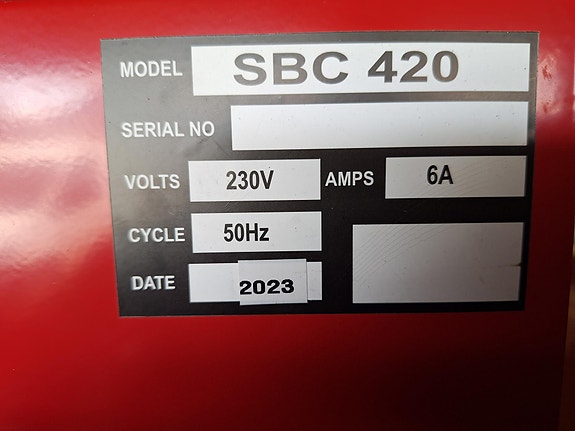 MODEL SBC 420
SERIAL NO
VOLTS 230V AMPS 6A
CYCLE 50Hz
DATE 2023